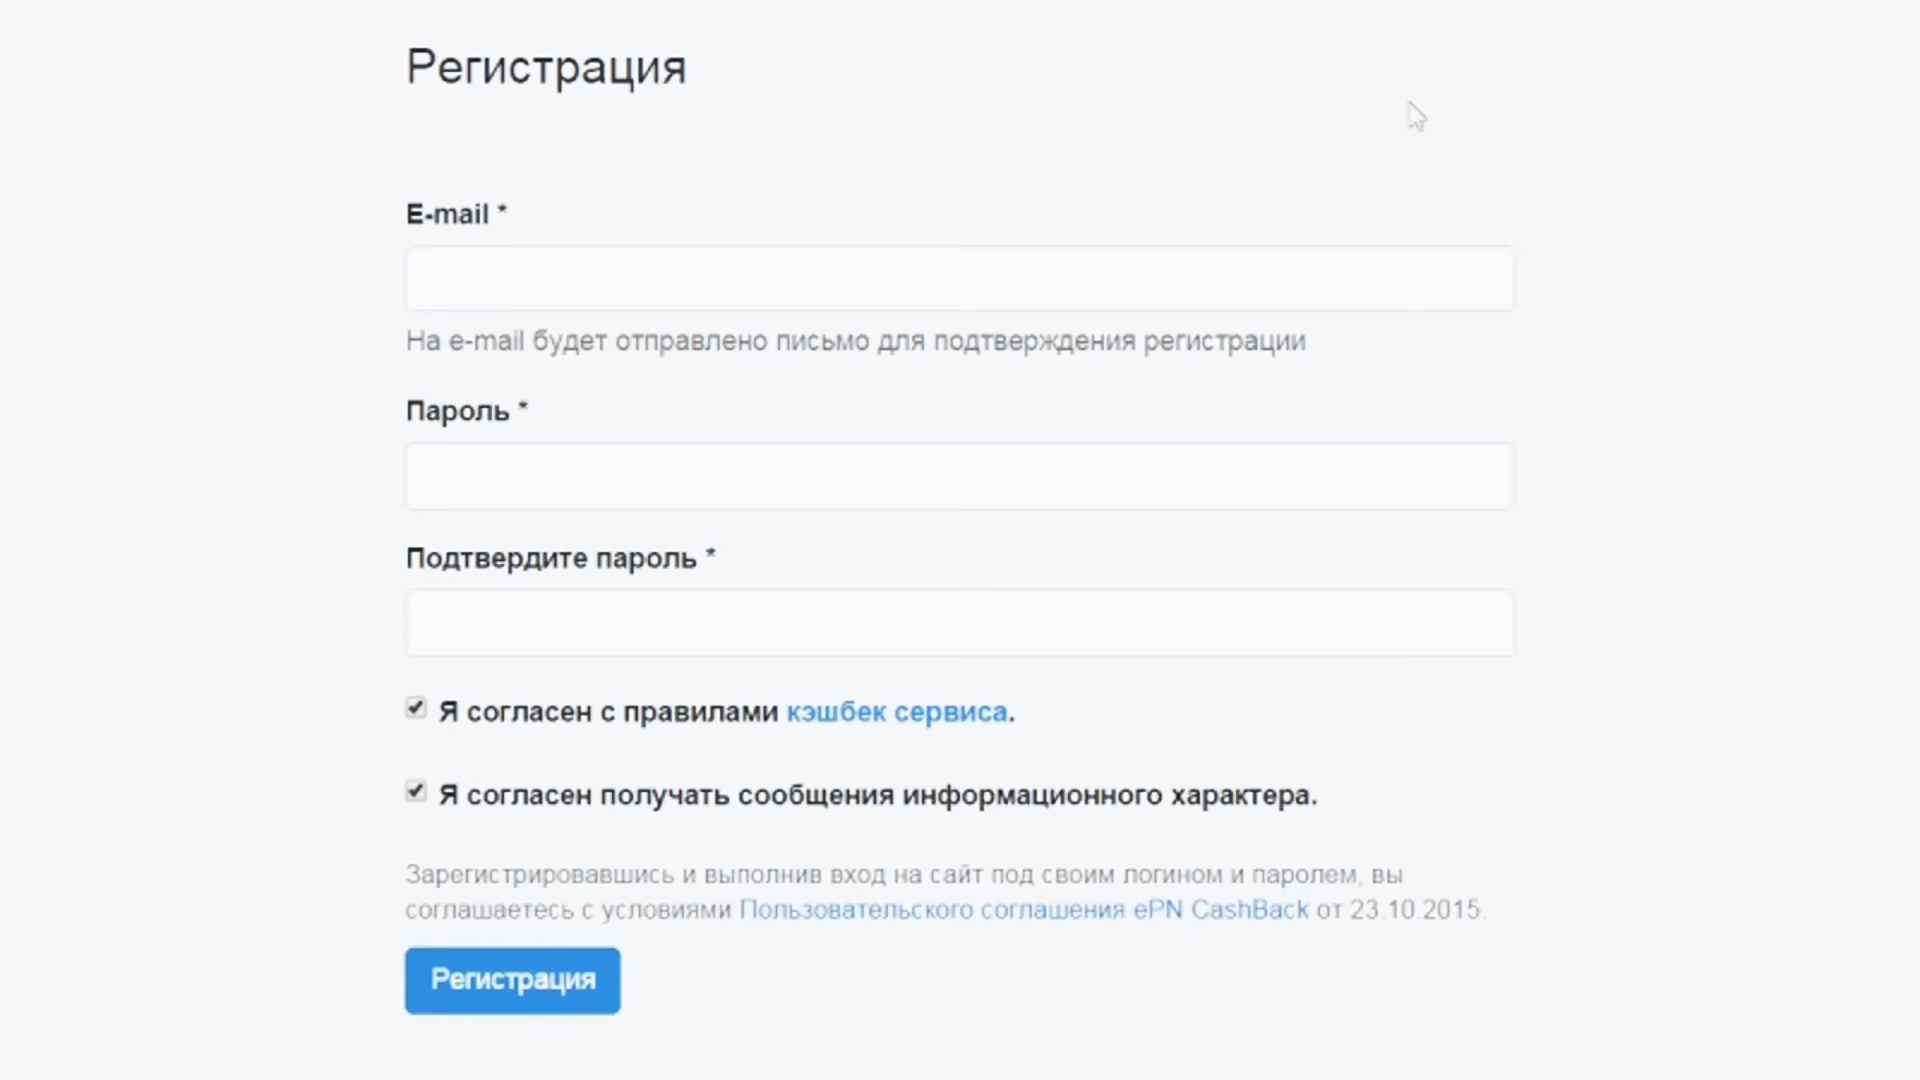 Регистрация
E-mail *
На e-mail будет отправлено письмо для подтверждения регистрации
Пароль *
Подтвердите пароль *
Я согласен с правилами кэшбек сервиса.
Я согласен получать сообщения информационного характера.
Зарегистрировавшись и выполнив вход на сайт под своим логином и паролем, вы
соглашаетесь с условиями Пользовательского соглашения ePN CashBack от 23.10.2015.
Регистрация